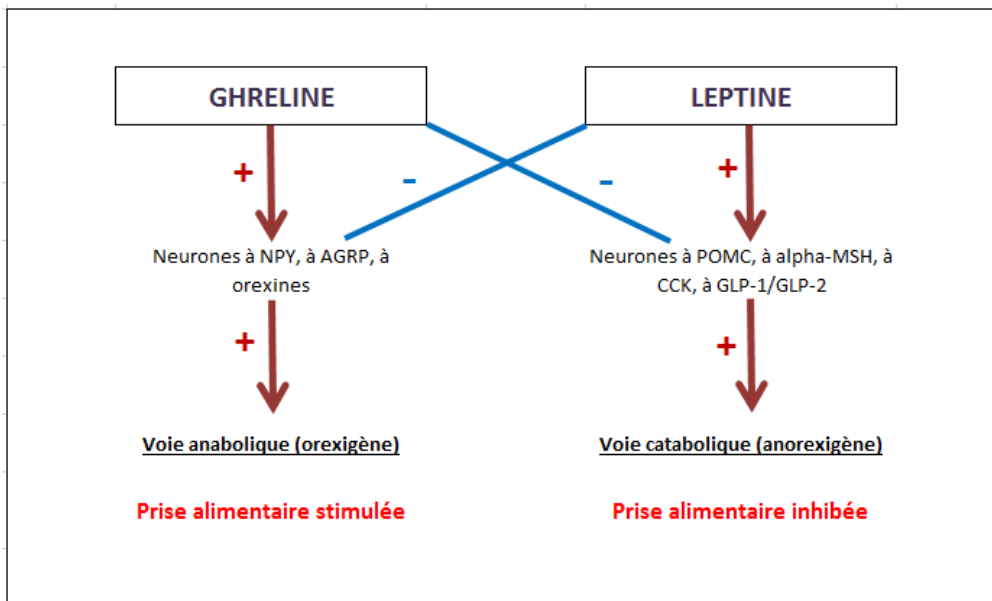 GHRELINE
LEPTINE
+
-
-
+
Neurones à NPY, à AGRP, à
orexines
Neurones à POMC, à alpha-MSH, à
CCK, à GLP-1/GLP-2
+
+
Voie anabolique (orexigène)
Voie catabolique (anorexigène)
Prise alimentaire stimulée
Prise alimentaire inhibée